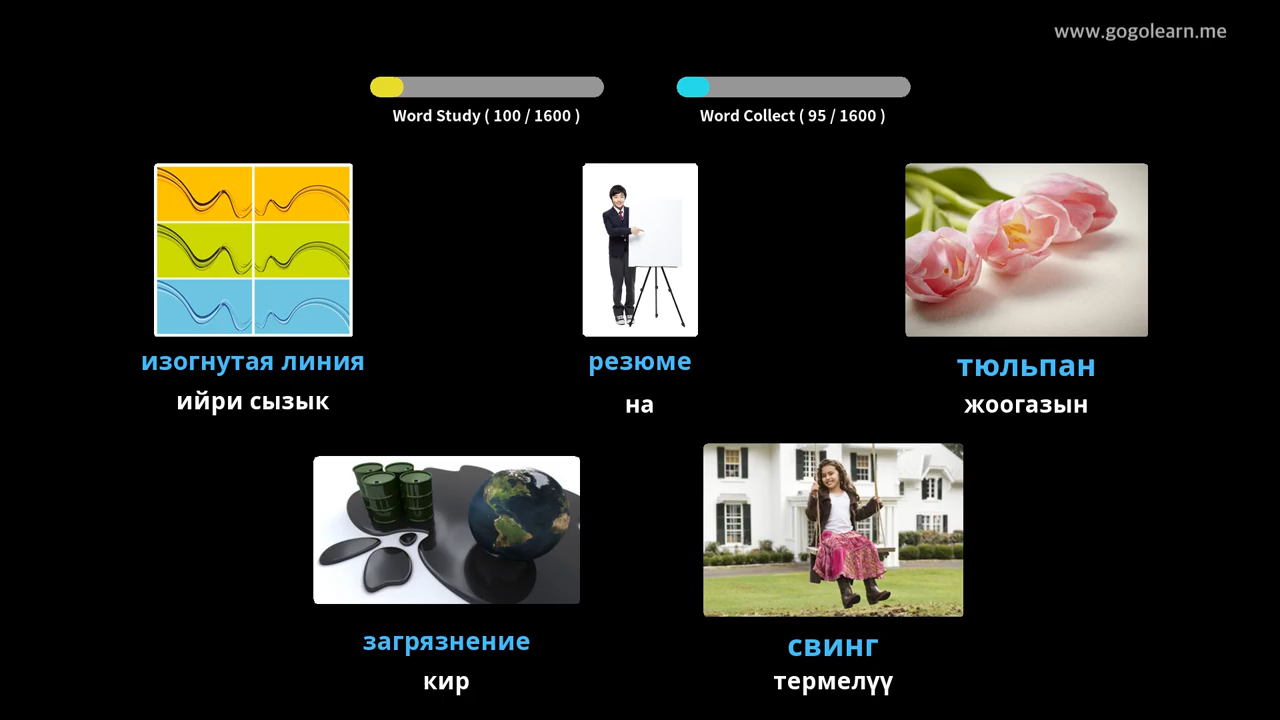 www.gogolearn.me
Word Study ( 100 / 1600 )
Word Collect ( 95 / 1600 )
изогнутая линия
ийри сызык
резюме
на
тюльпан
жоогазын
загрязнение
кир
свинг
термелүү